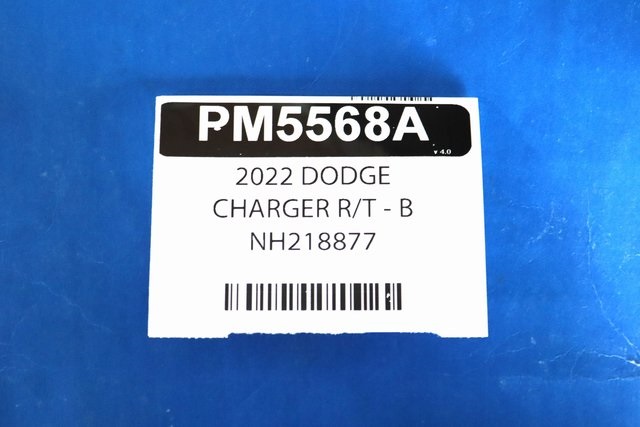 PM5568A
v 4.0
2022 DODGE
CHARGER R/T - B
NH218877